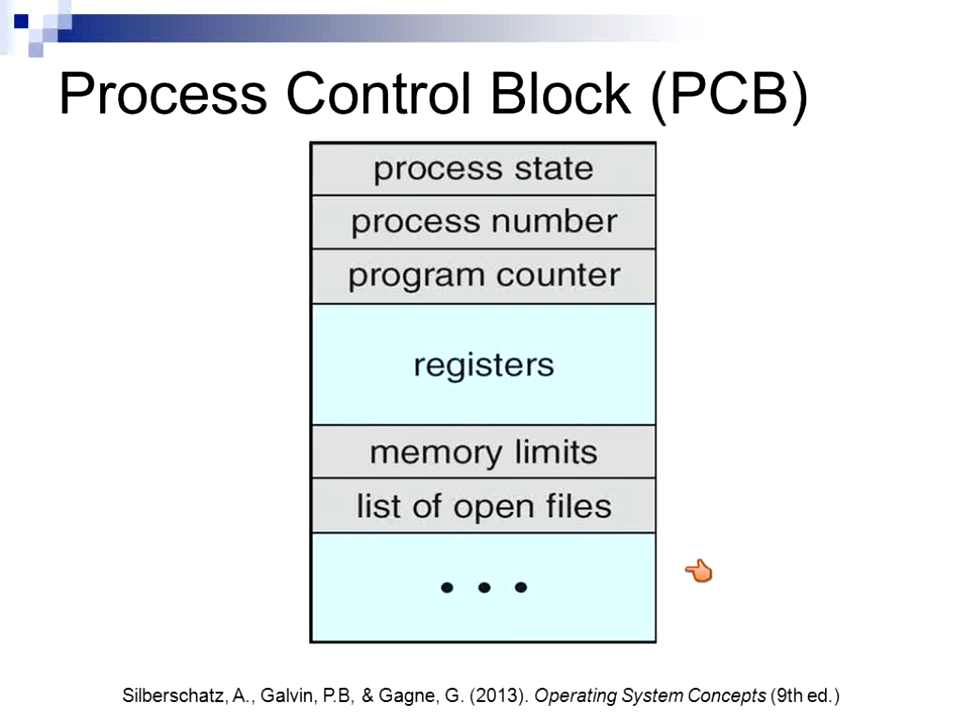 Process Control Block (PCB)
process state
process number
program counter
registers
memory limits
list of open files
• • •
Silberschatz, A., Galvin, P.B, & Gagne, G. (2013). Operating System Concepts (9th ed.)